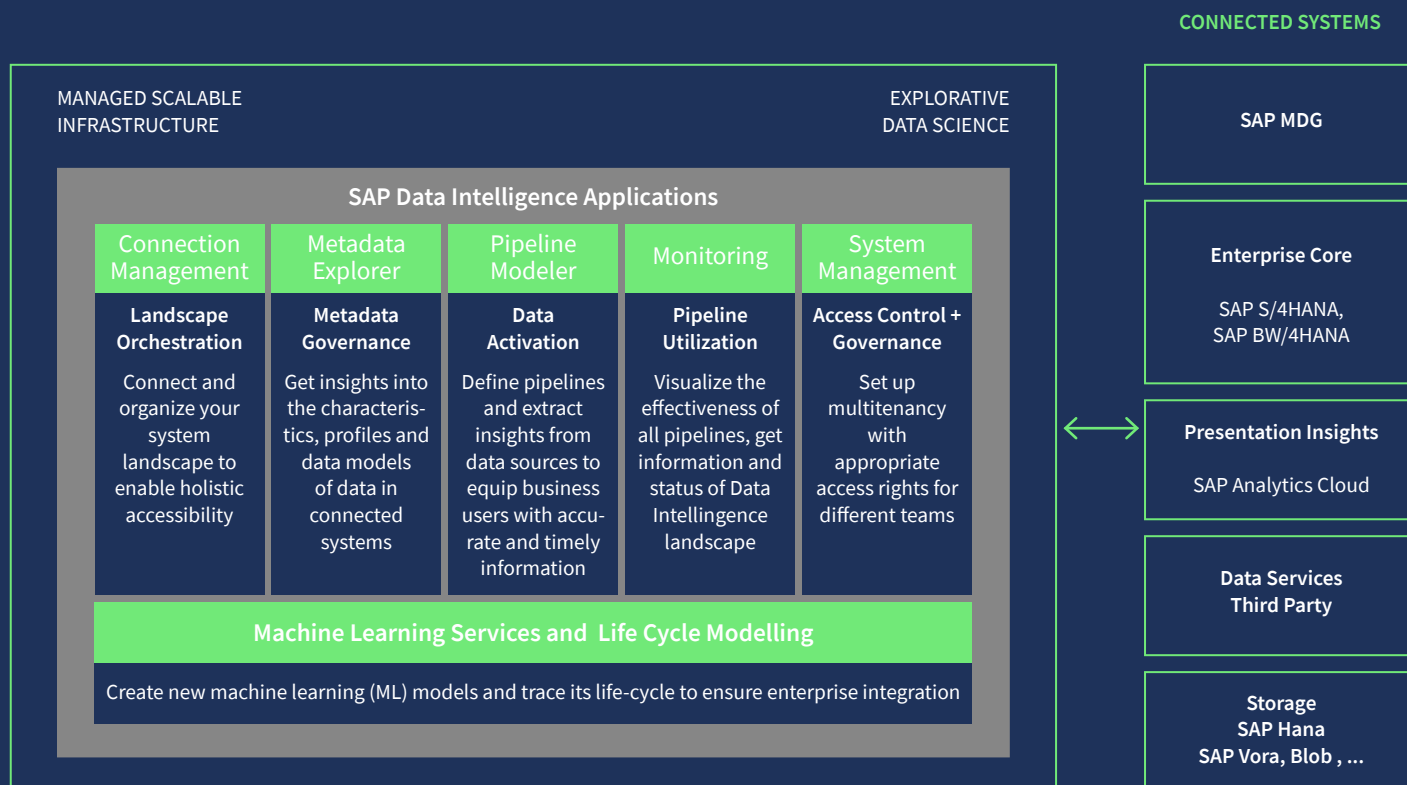 CONNECTED SYSTEMS
MANAGED SCALABLE
INFRASTRUCTURE
EXPLORATIVE
DATA SCIENCE
SAP Data Intelligence Applications
Connection
Management
Landscape
Orchestration
Connect and
organize your
system
landscape to
enable holistic
accessibility
Metadata
Explorer
Metadata
Governance
Get insights into
the characteris-
tics, profiles and
data models
of data in
connected
systems
Pipeline
Modeler
Data
Activation
Define pipelines
and extract
insights from
data sources to
equip business
users with accu-
rate and timely
information
Monitoring
Pipeline
Utilization
Visualize the
effectiveness of
all pipelines, get
information and
status of Data
Intellingence
landscape
System
Management
Access Control +
Governance
Set up
multitenancy
with
appropriate
access rights for
different teams
Machine Learning Services and Life Cycle Modelling
Create new machine learning (ML) models and trace its life-cycle to ensure enterprise integration
SAP MDG
Enterprise Core
SAP S/4HANA,
SAP BW/4HANA
Presentation Insights
SAP Analytics Cloud
Data Services
Third Party
Storage
SAP Hana
SAP Vora, Blob , ...